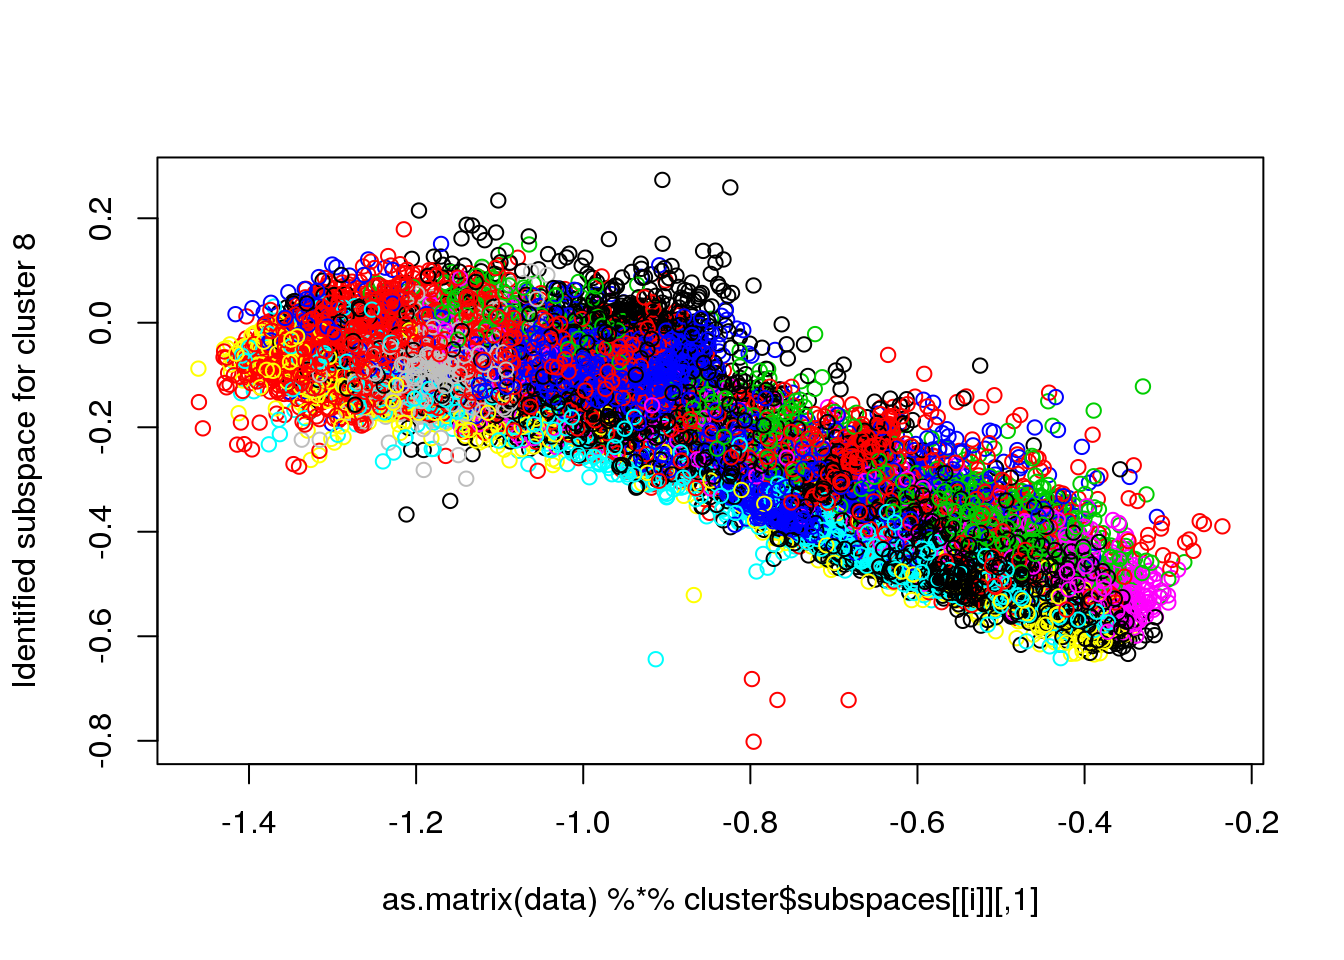 Identified subspace for cluster 8
0.2
0.0
-0.2
-0.4
-0.6
-0.8
-1.4 -1.2 -1.0 -0.8 -0.6 -0.4 -0.2
as.matrix(data) %*% cluster$subspaces[[i]][,1]